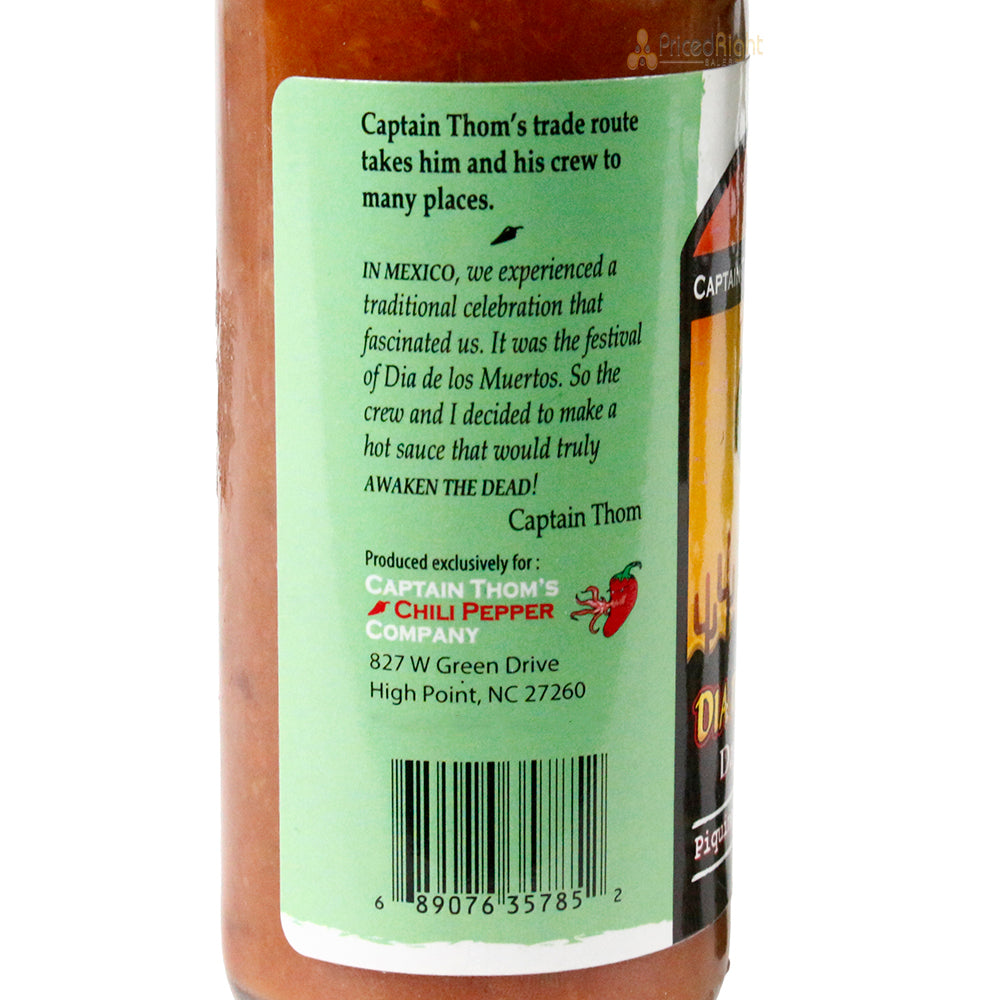 PricedRight
Captain Thom's trade route
takes him and his crew to
many places.
IN MEXICO, we experienced a
traditional celebration that
fascinated us. It was the festival
of Dia de los Muertos. So the
crew and I decided to make a
hot sauce that would truly
AWAKEN THE DEAD!
Captain Thom
Produced exclusively for :
CAPTAIN THOM'S
CHILI PEPPER
COMPANY
827 W Green Drive
High Point, NC 27260
6 89076 35785 2
CAPTAIN
DIA